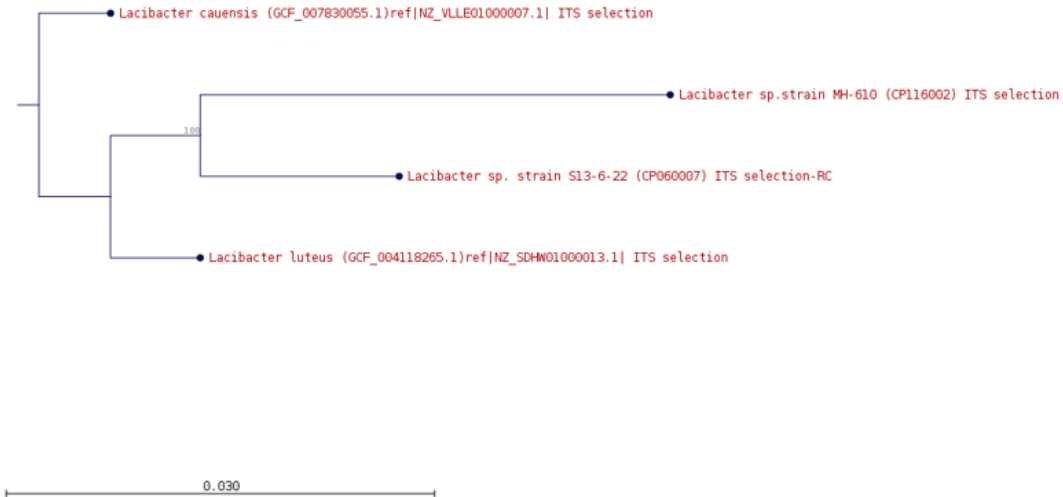 Lacibacter cauensis (GCF_007830055.1)ref|NZ_VLLE01000007.1| ITS selection
Lacibacter sp.strain MH-610 (CP116002) ITS selection
100
Lacibacter sp. strain S13-6-22 (CP060007) ITS selection-RC
Lacibacter luteus (GCF_004118265.1)ref|NZ_SDHW01000013.1| ITS selection
0.030